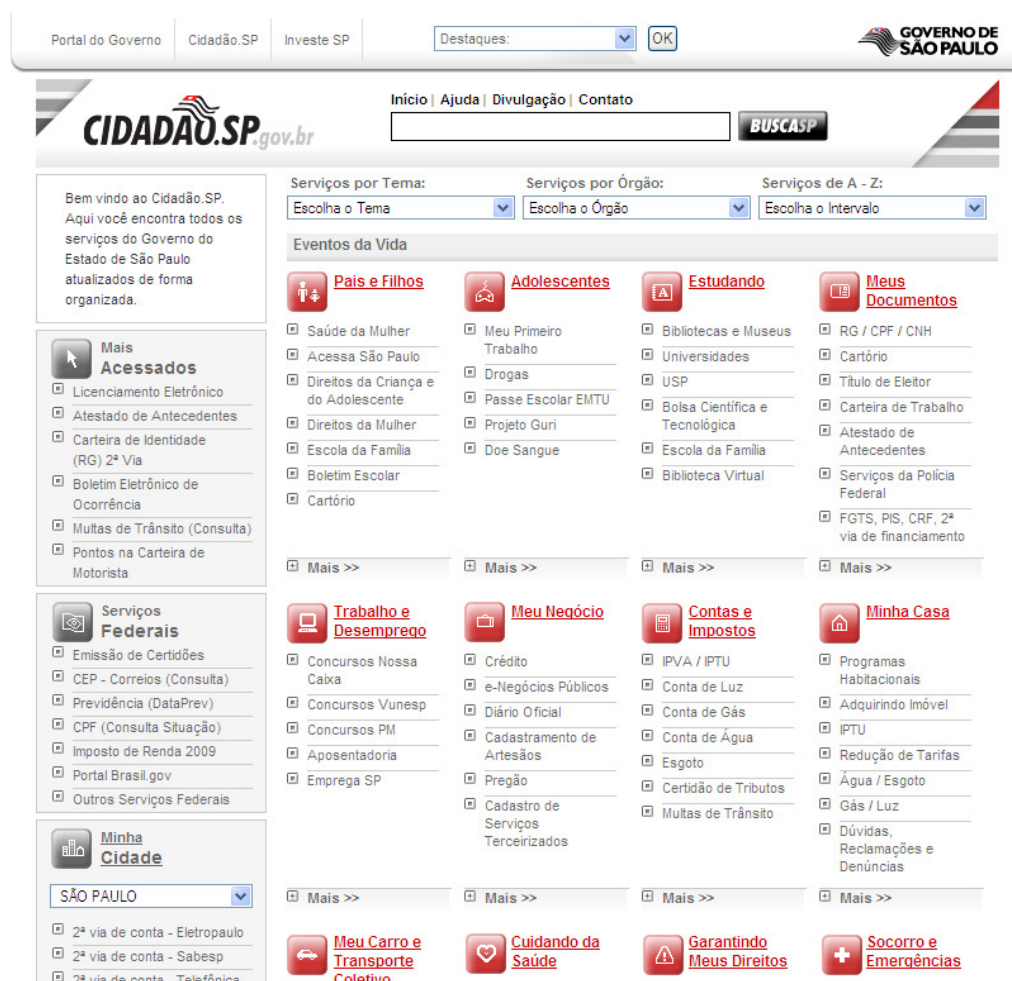 Portal do Governo
Cidadão.SP
Investe SP
Destaques:
OK
GOVERNO DE
SÃO PAULO
CIDADÃO.SP.gov.br
Início | Ajuda | Divulgação | Contato
BUSCASP
Bem vindo ao Cidadão.SP.
Aqui você encontra todos os
serviços do Governo do
Estado de São Paulo
atualizados de forma
organizada.
Serviços por Tema:
Escolha o Tema
Serviços por Órgão:
Escolha o Órgão
Serviços de A - Z:
Escolha o Intervalo
Mais
Acessados
Licenciamento Eletrônico
Atestado de Antecedentes
Carteira de Identidade
(RG) 2ª Via
Boletim Eletrônico de
Ocorrência
Multas de Trânsito (Consulta)
Pontos na Carteira de
Motorista
Serviços
Federais
Emissão de Certidões
CEP - Correios (Consulta)
Previdência (DataPrev)
CPF (Consulta Situação)
Imposto de Renda 2009
Portal Brasil.gov
Outros Serviços Federais
Minha
Cidade
SÃO PAULO
2ª via de conta - Eletropaulo
2ª via de conta - Sabesp
2ª via de conta - Telefônica
Eventos da Vida
Pais e Filhos
Saúde da Mulher
Acessa São Paulo
Direitos da Criança e
do Adolescente
Direitos da Mulher
Escola da Família
Boletim Escolar
Cartório
Mais >>
Adolescentes
Meu Primeiro
Trabalho
Drogas
Passe Escolar EMTU
Projeto Guri
Doe Sangue
Mais >>
Estudando
Bibliotecas e Museus
Universidades
USP
Bolsa Científica e
Tecnológica
Escola da Família
Biblioteca Virtual
Mais >>
Meus
Documentos
RG / CPF / CNH
Cartório
Título de Eleitor
Carteira de Trabalho
Atestado de
Antecedentes
Serviços da Polícia
Federal
FGTS, PIS, CRF, 2ª
via de financiamento
Mais >>
Trabalho e
Desemprego
Concursos Nossa
Caixa
Concursos Vunesp
Concursos PM
Aposentadoria
Emprega SP
Mais >>
Meu Negócio
Crédito
e-Negócios Públicos
Diário Oficial
Cadastramento de
Artesãos
Pregão
Cadastro de
Serviços
Terceirizados
Mais >>
Contas e
Impostos
IPVA / IPTU
Conta de Luz
Conta de Gás
Conta de Água
Esgoto
Certidão de Tributos
Multas de Trânsito
Mais >>
Minha Casa
Programas
Habitacionais
Adquirindo Imóvel
IPTU
Redução de Tarifas
Água / Esgoto
Gás / Luz
Dúvidas,
Reclamações e
Denúncias
Mais >>
Meu Carro e
Transporte
Coletivo
Cuidando da
Saúde
Garantindo
Meus Direitos
Socorro e
Emergências